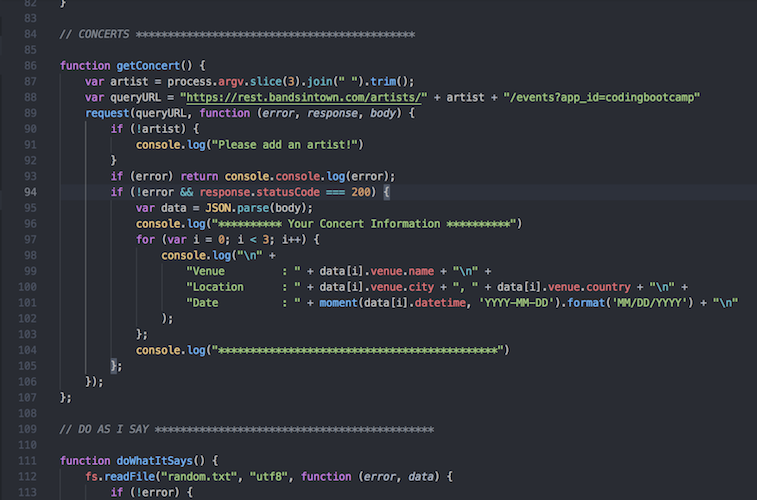 82 }
83
84 // CONCERTS ********************************************
85
86 function getConcert() {
87 var artist = process.argv.slice(3).join(" ").trim();
88 var queryURL = "https://rest.bandsintown.com/artists/" + artist + "/events?app_id=codingbootcamp"
89 request(queryURL, function (error, response, body) {
90 if (!artist) {
91 console.log("Please add an artist!")
92 }
93 if (error) return console.console.log(error);
94 if (!error && response.statusCode === 200) {
95 var data = JSON.parse(body);
96 console.log("********** Your Concert Information **********")
97 for (var i = 0; i < 3; i++) {
98 console.log("\n" +
99 "Venue         : " + data[i].venue.name + "\n" +
100 "Location      : " + data[i].venue.city + ", " + data[i].venue.country + "\n" +
101 "Date          : " + moment(data[i].datetime, 'YYYY-MM-DD').format('MM/DD/YYYY') + "\n"
102 );
103 };
104 console.log("********************************************")
105 };
106 });
107 };
108
109 // DO AS I SAY ********************************************
110
111 function doWhatItSays() {
112 fs.readFile("random.txt", "utf8", function (error, data) {
113 if (!error) {